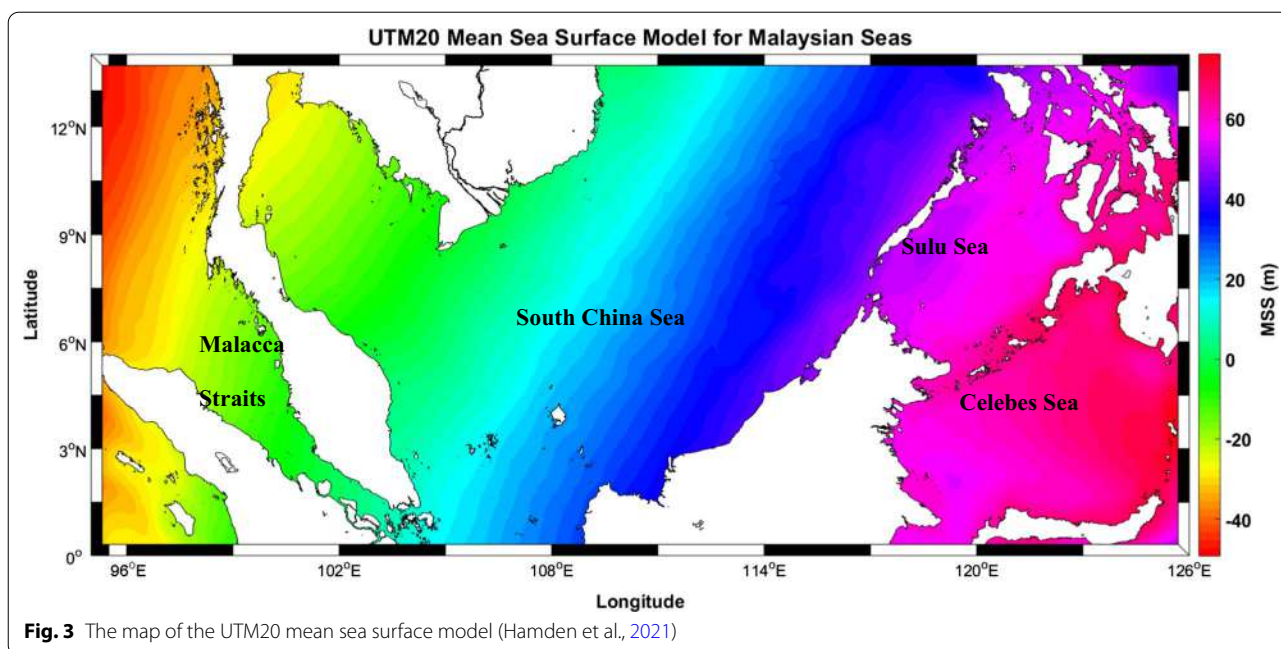 UTM20 Mean Sea Surface Model for Malaysian Seas
12°N
9°N
6°N
3°N
0°
Latitude
Malacca
Straits
South China Sea
Sulu Sea
Celebes Sea
60
40
20
0
-20
-40
MSS (m)
96°E
102°E
108°E
114°E
120°E
126°E
Longitude
Fig. 3 The map of the UTM20 mean sea surface model (Hamden et al., 2021)